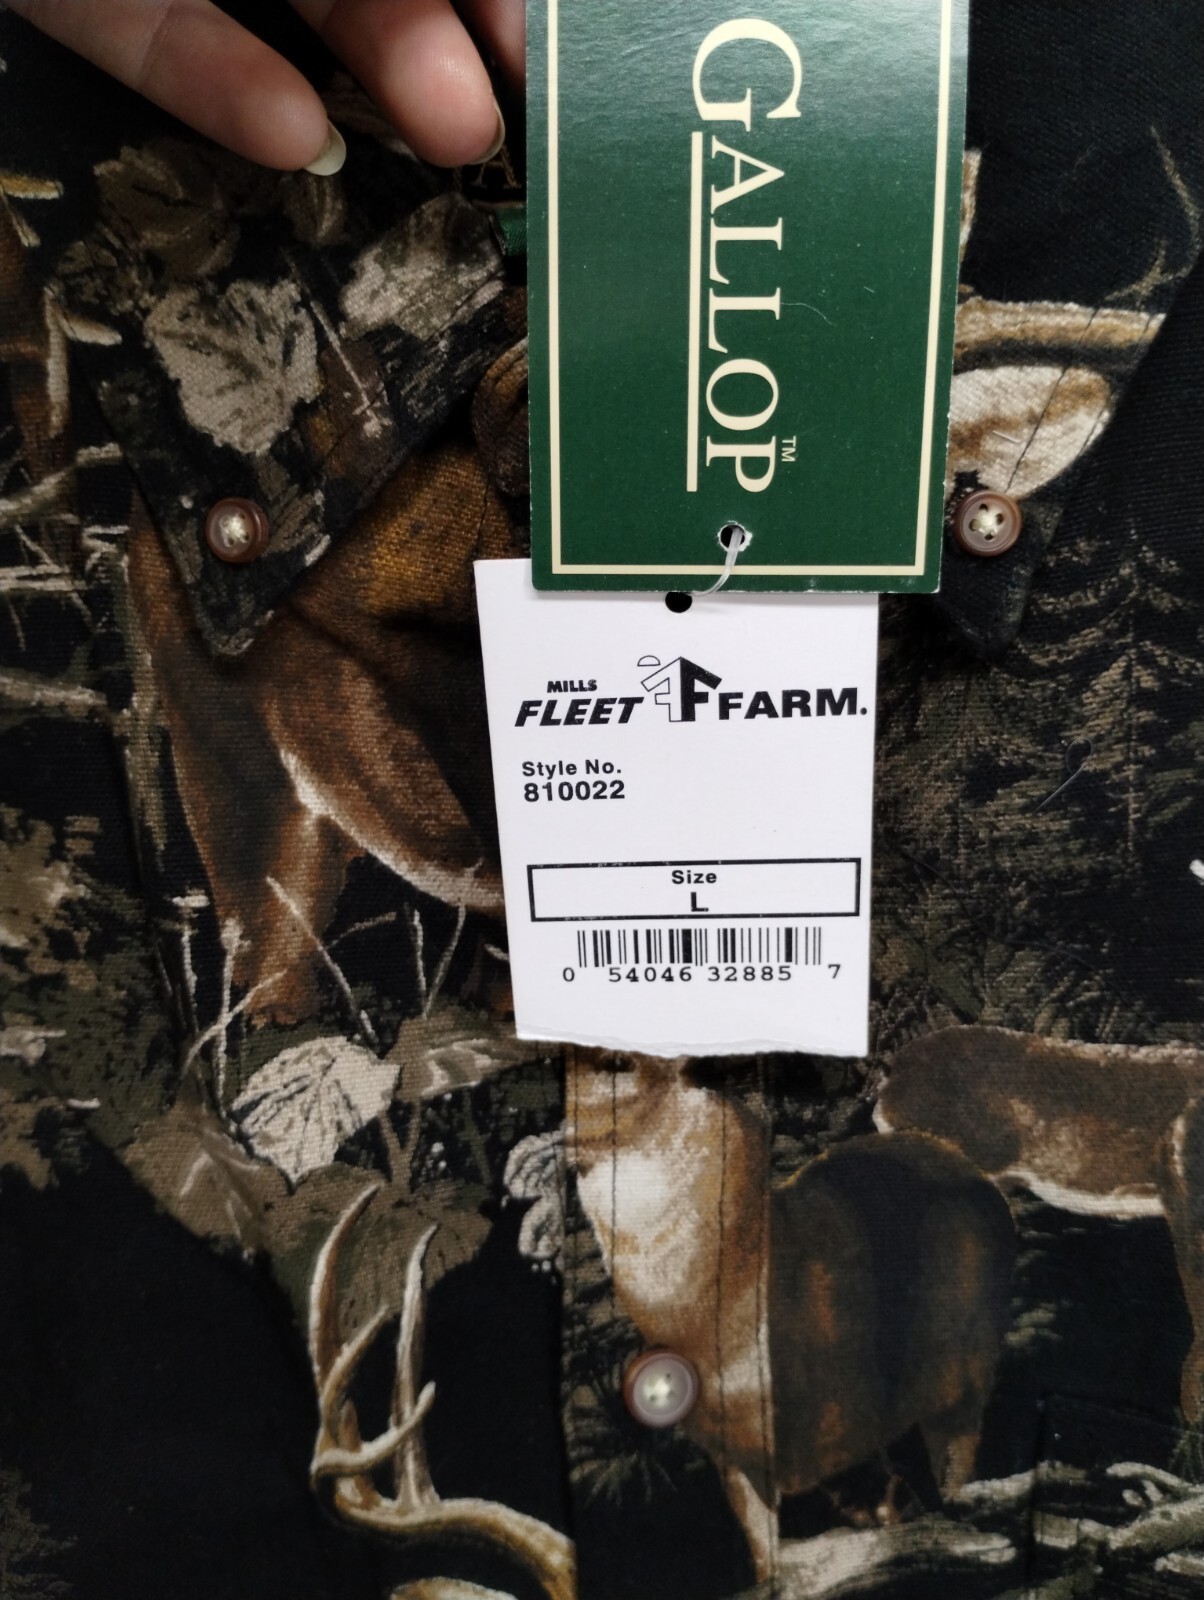 GALLOP™
MILLS
FLEET FARM.
Style No.
810022
Size
L
0 54046 32885 7